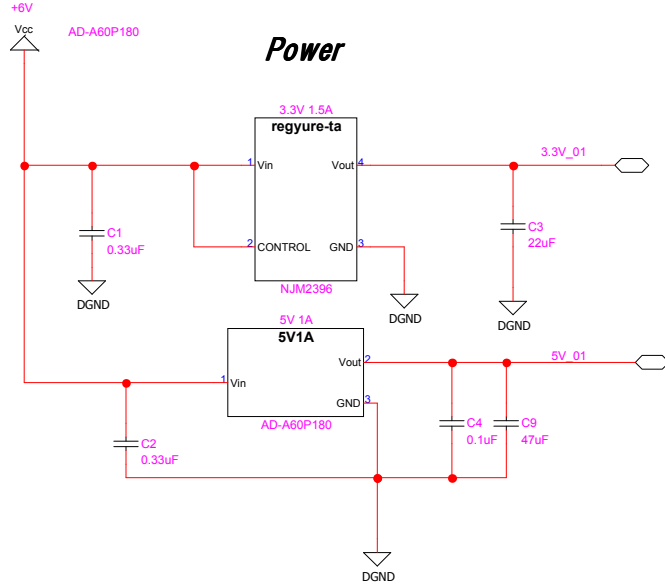 +6V
Vcc
AD-A60P180
Power
3.3V 1.5A
regyure-ta
1 Vin
Vout 4
3.3V_01
C1
0.33uF
C3
22uF
2 CONTROL
GND 3
NJM2396
DGND
DGND
DGND
5V 1A
5V1A
Vout 2
5V_01
1 Vin
GND 3
AD-A60P180
C4
0.1uF
C9
47uF
C2
0.33uF
DGND